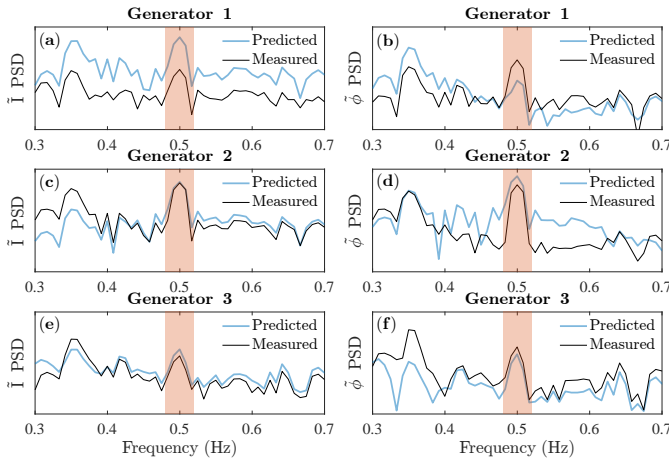 Generator 1
(a)
Predicted
Measured
Ĩ PSD
0.3 0.4 0.5 0.6 0.7
Generator 1
(b)
Predicted
Measured
ϕ̃ PSD
0.3 0.4 0.5 0.6 0.7
Generator 2
(c)
Predicted
Measured
Ĩ PSD
0.3 0.4 0.5 0.6 0.7
Generator 2
(d)
Predicted
Measured
ϕ̃ PSD
0.3 0.4 0.5 0.6 0.7
Generator 3
(e)
Predicted
Measured
Ĩ PSD
0.3 0.4 0.5 0.6 0.7
Frequency (Hz)
Generator 3
(f)
Predicted
Measured
ϕ̃ PSD
0.3 0.4 0.5 0.6 0.7
Frequency (Hz)